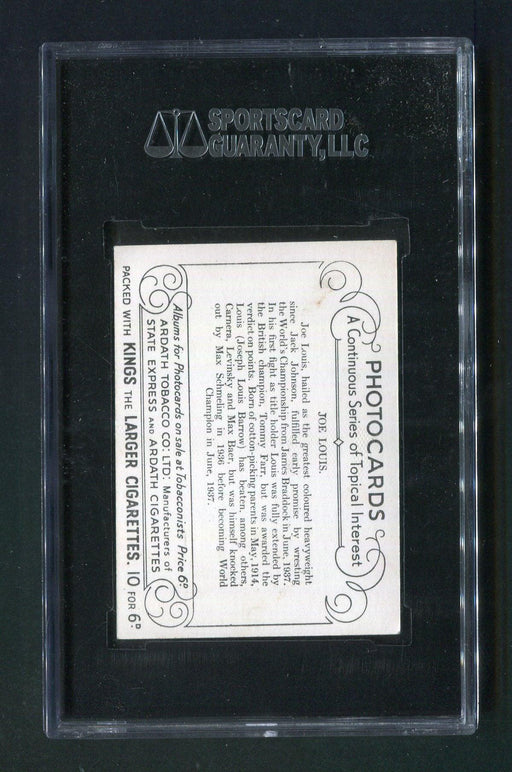 SPORTSCARD
GUARANTY, LLC
PHOTOCARDS
A Continuous Series of Topical Interest
JOE LOUIS.
Joe Louis, hailed as the greatest coloured heavyweight
since Jack Johnson, fulfilled early promise by wresting
the World's Championship from James Braddock in June, 1937.
In his first fight as title holder Louis was fully extended by
the British champion, Tommy Farr, but was awarded the
verdict on points. Born of cotton-picking parents in May, 1914,
Louis (Joseph Louis Barrow) has beaten, among others,
Carnera, Levinsky and Max Baer, but was himself knocked
out by Max Schmeling in 1936 before becoming World
Champion in June, 1937.
Albums for Photocards on sale at Tobacconists Price 6D
ARDATH TOBACCO CO: LTD: Manufacturers of
STATE EXPRESS AND ARDATH CIGARETTES
PACKED WITH KINGS THE LARGER CIGARETTES. 10 FOR 6D